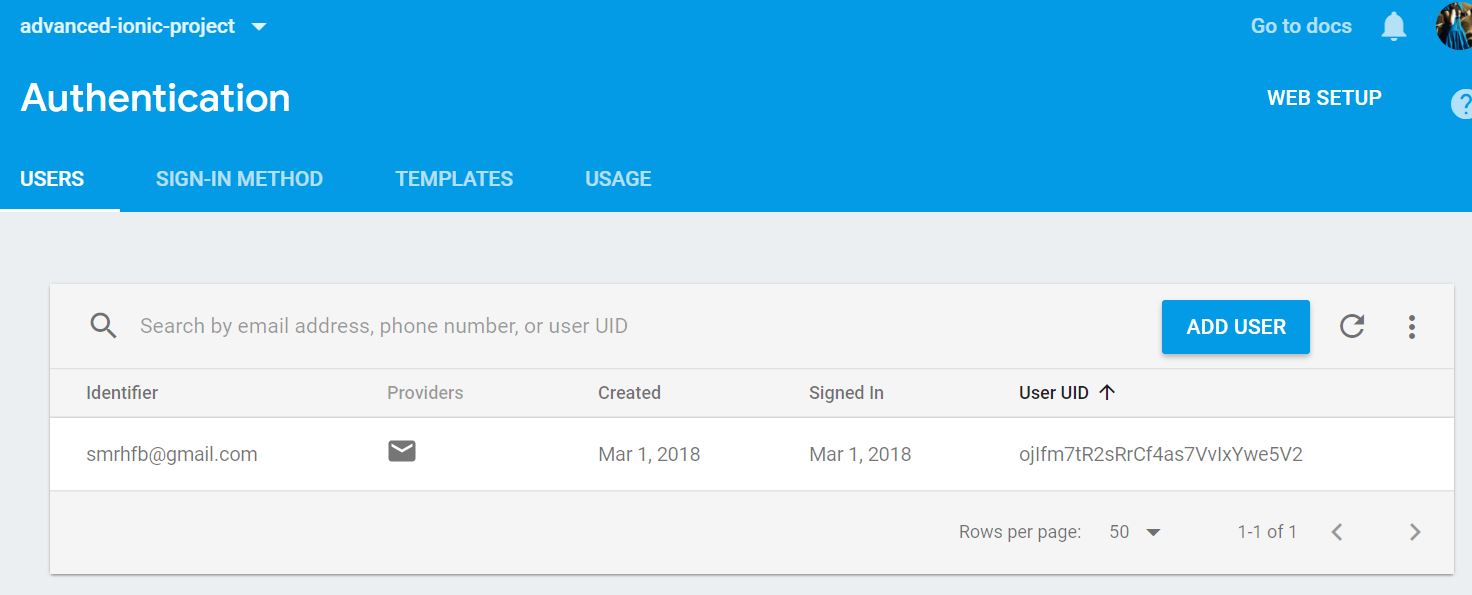 advanced-ionic-project
Go to docs
Authentication
WEB SETUP
?
USERS SIGN-IN METHOD TEMPLATES USAGE
Search by email address, phone number, or user UID
ADD USER
Identifier Providers Created Signed In User UID
smrhfb@gmail.com Mar 1, 2018 Mar 1, 2018 ojIfm7tR2sRrCf4as7VvIxYwe5V2
Rows per page: 50 1-1 of 1